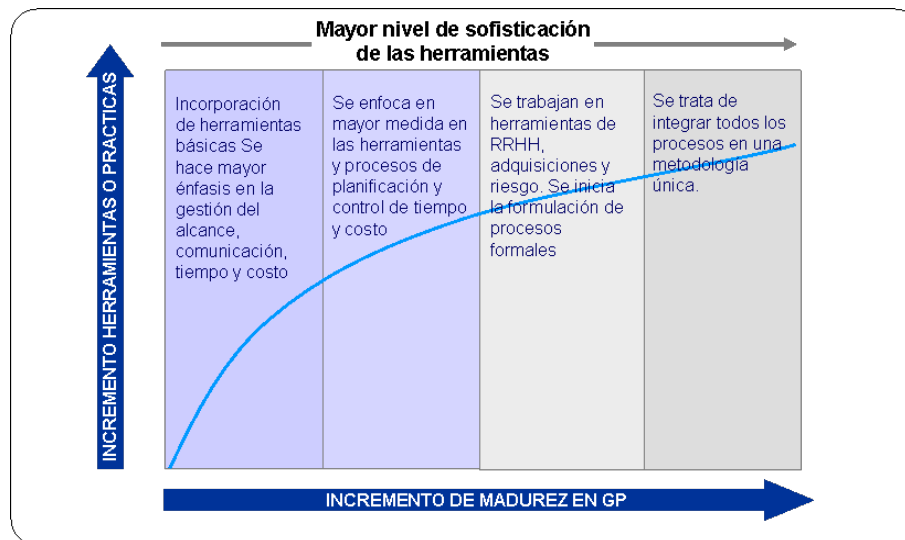 Mayor nivel de sofisticación
de las herramientas
INCREMENTO HERRAMIENTAS O PRACTICAS
Incorporación
de herramientas
básicas Se
hace mayor
énfasis en la
gestión del
alcance,
comunicación,
tiempo y costo
Se enfoca en
mayor medida en
las herramientas
y procesos de
planificación y
control de tiempo
y costo
Se trabajan en
herramientas de
RRHH,
adquisiciones y
riesgo. Se inicia
la formulación de
procesos
formales
Se trata de
integrar todos los
procesos en una
metodología
única.
INCREMENTO DE MADUREZ EN GP